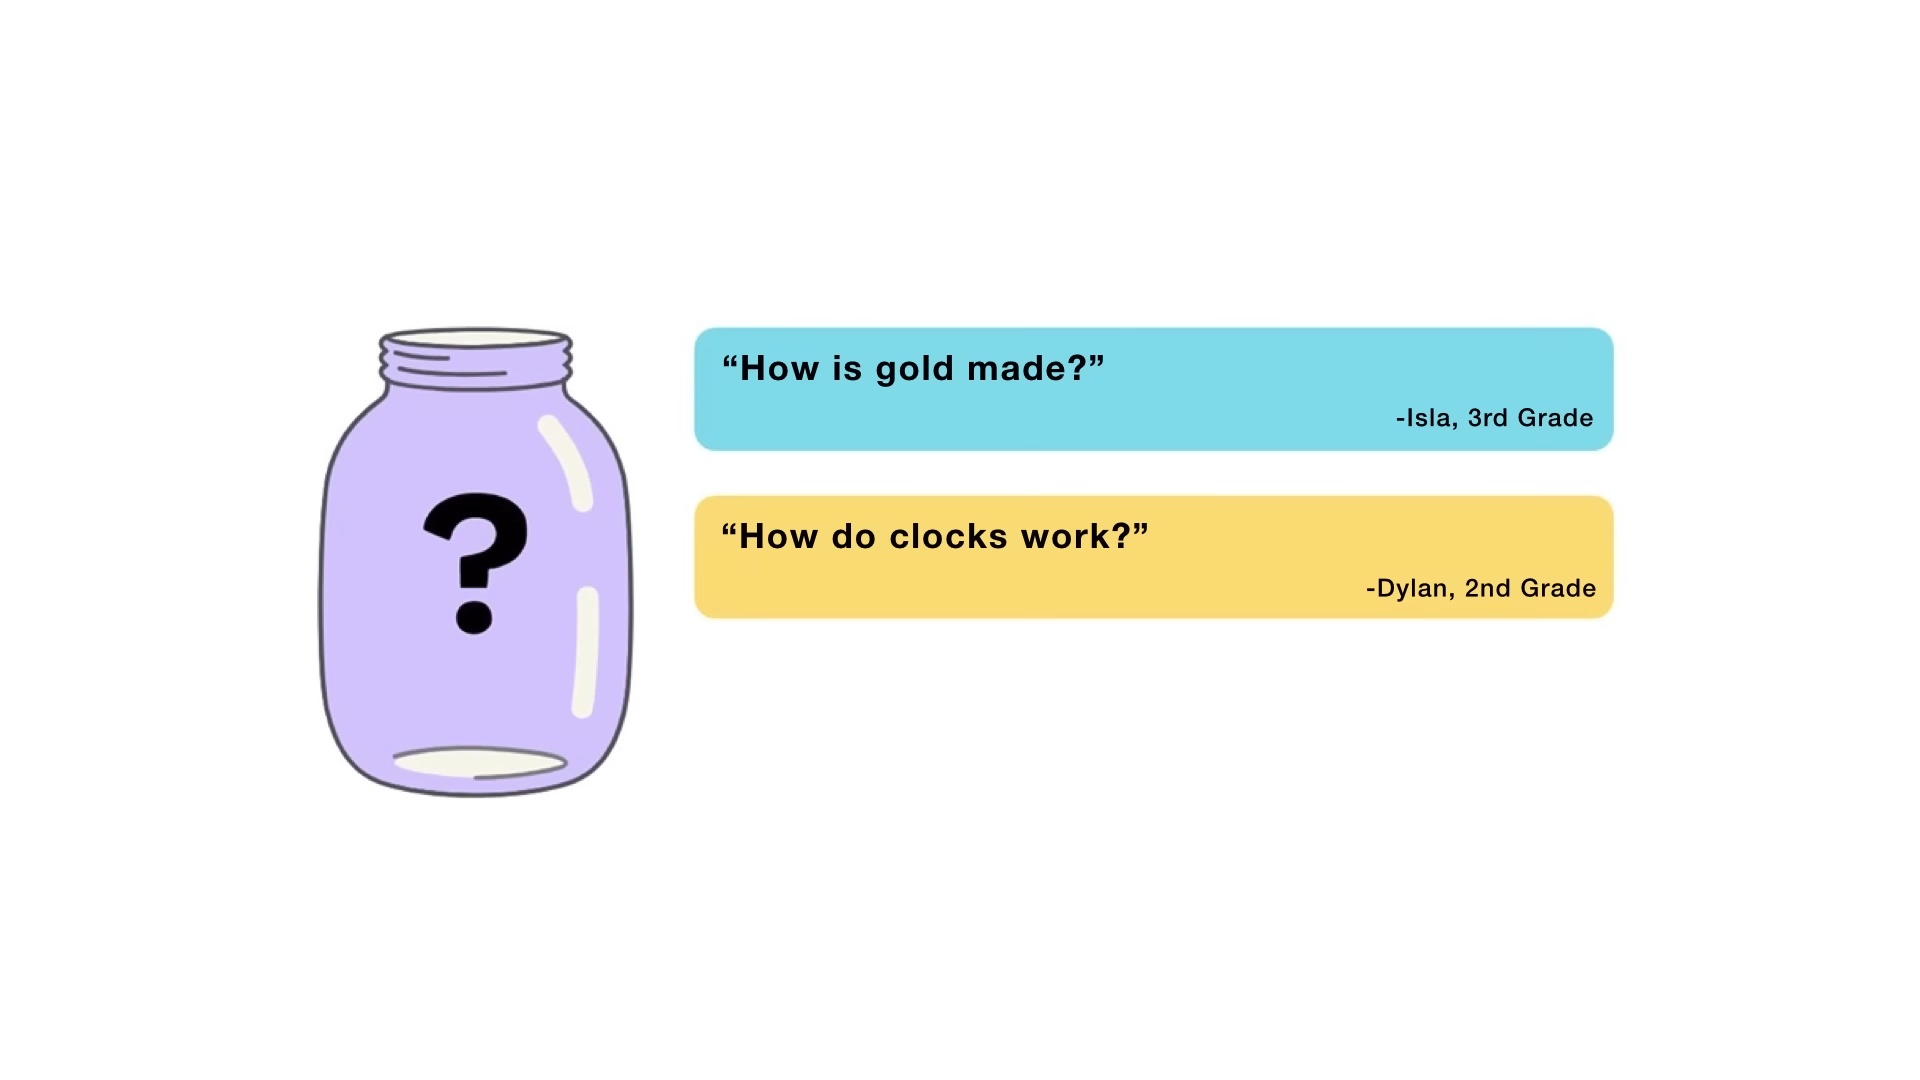 ?
“How is gold made?”
-Isla, 3rd Grade
“How do clocks work?”
-Dylan, 2nd Grade